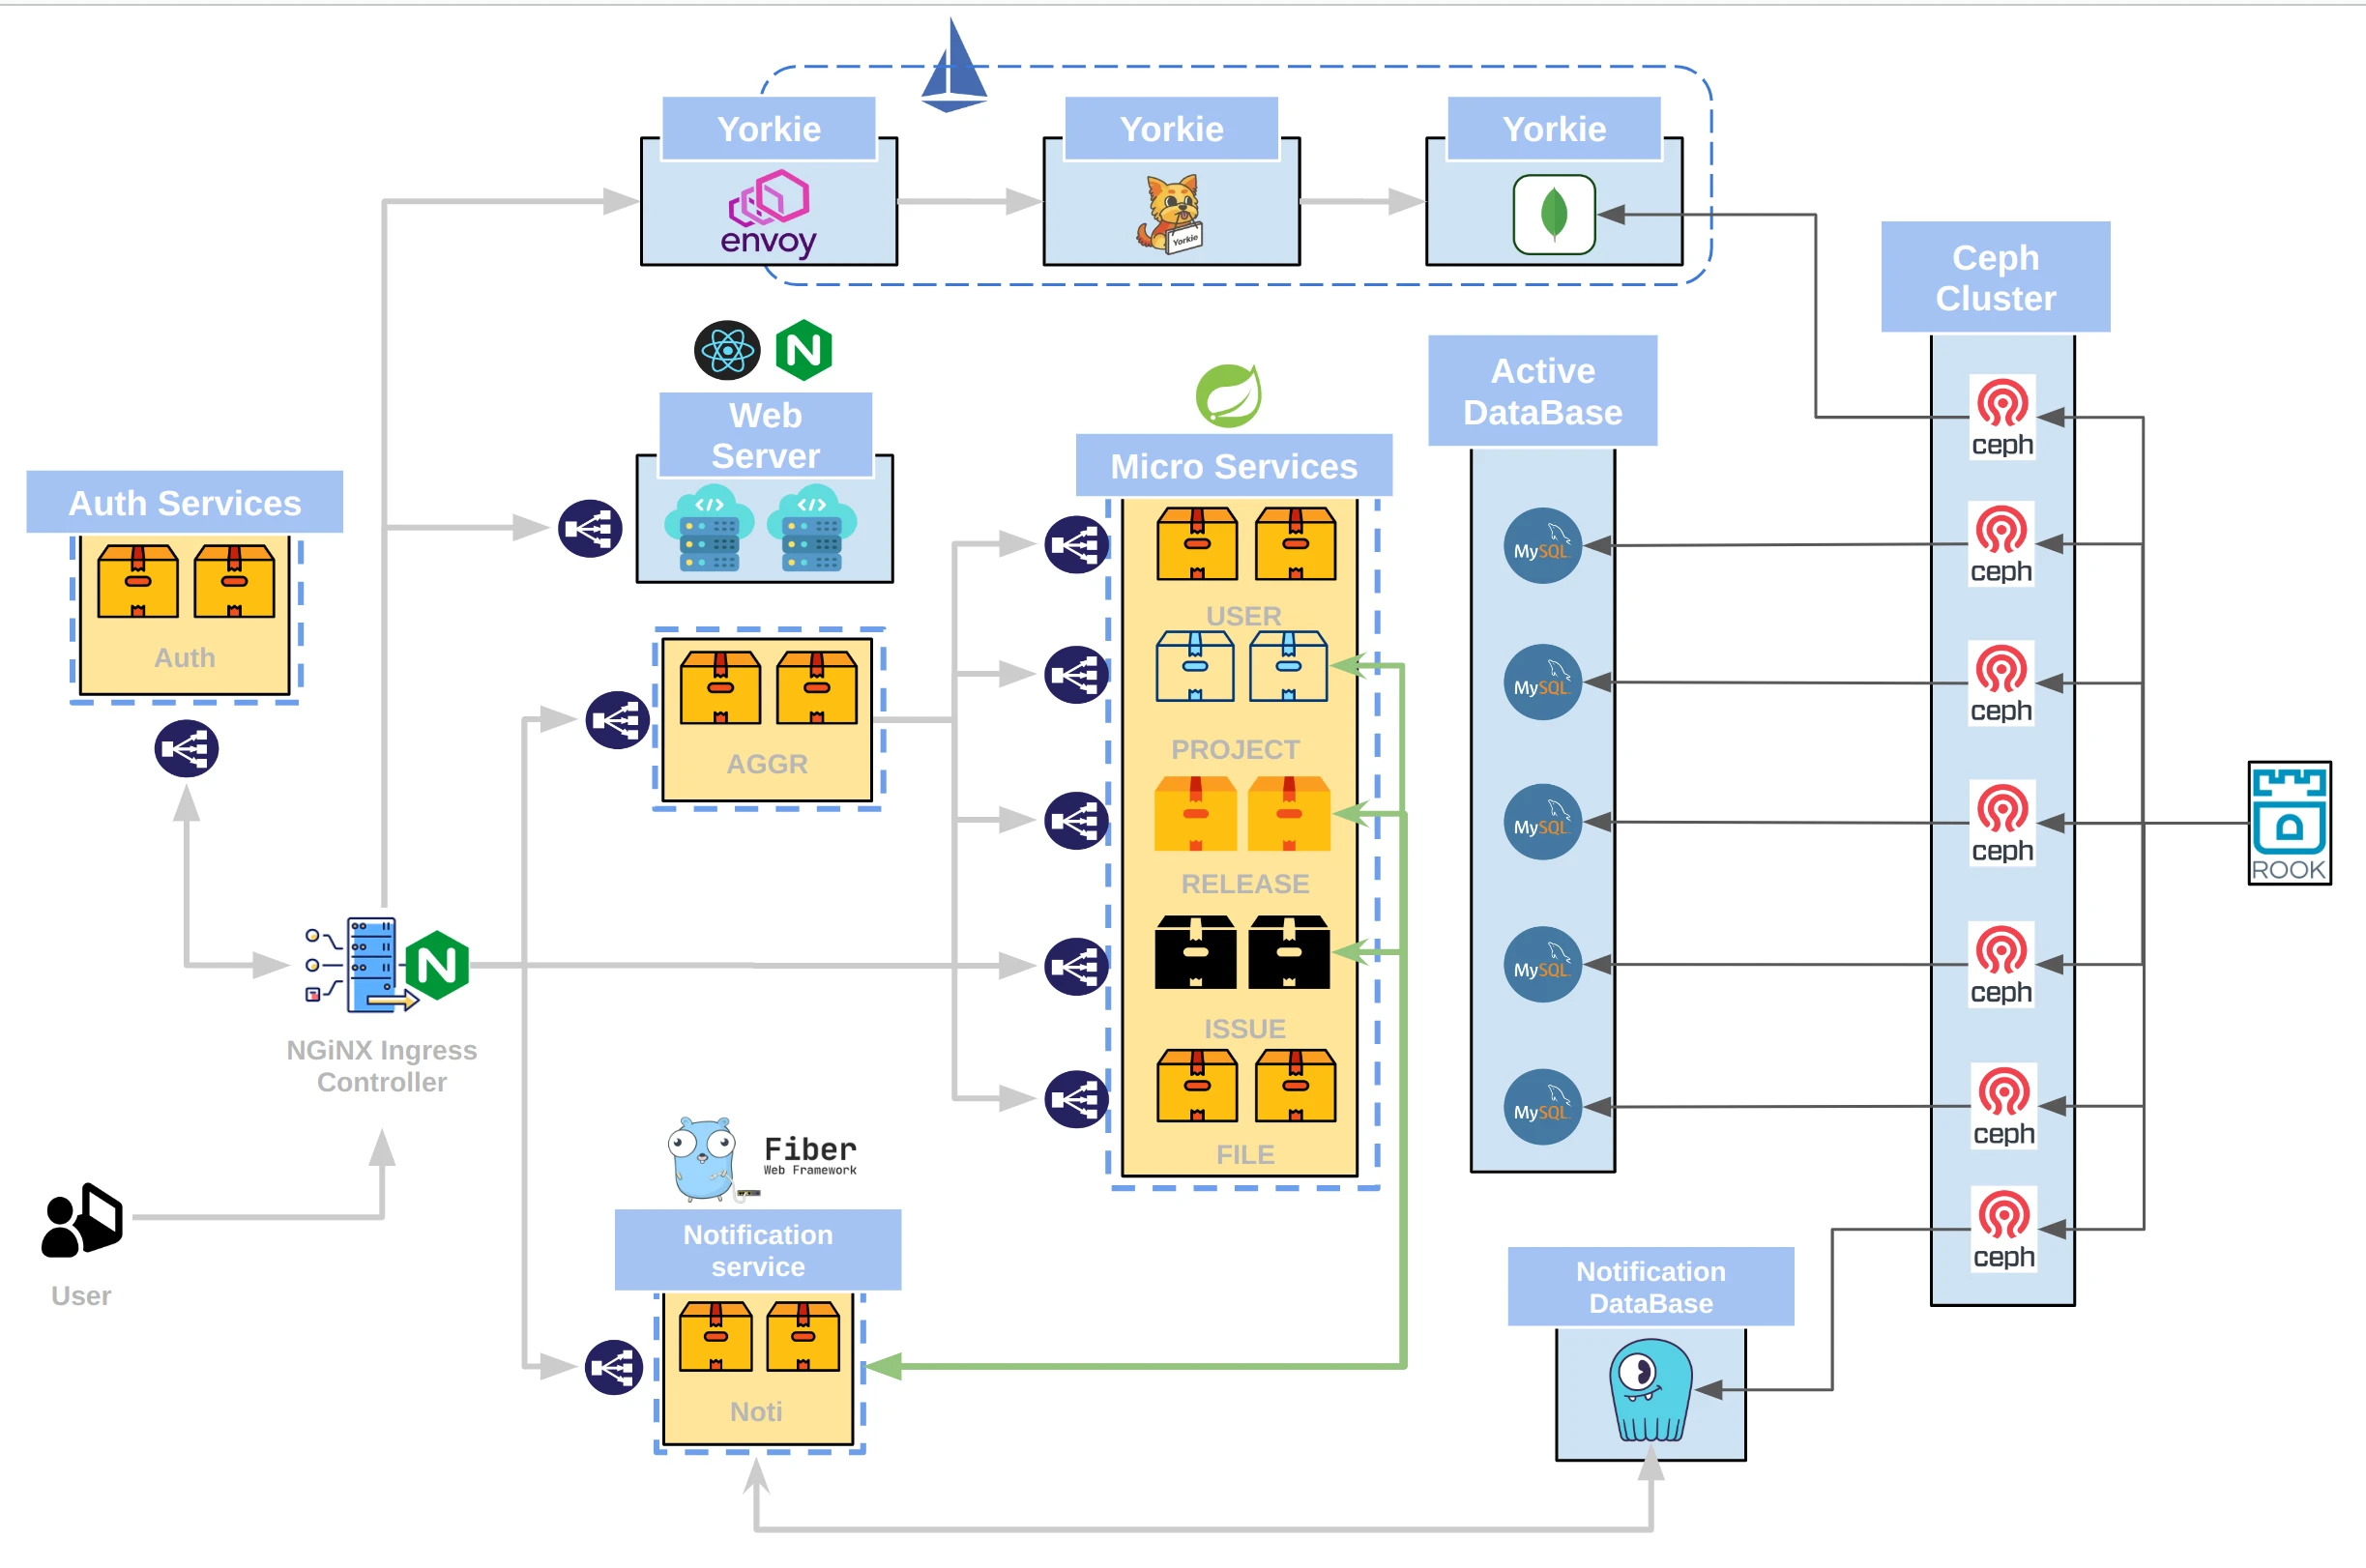 Yorkie
Yorkie
Yorkie
envoy
Yorkie
Ceph
Cluster
Web
Server
Active
DataBase
Micro Services
Auth Services
Auth
USER
PROJECT
RELEASE
ISSUE
FILE
AGGR
MySQL
MySQL
MySQL
MySQL
MySQL
ceph
ceph
ceph
ceph
ceph
ceph
ceph
ROOK
NGiNX Ingress
Controller
User
Fiber
Web Framework
Notification
service
Noti
Notification
DataBase